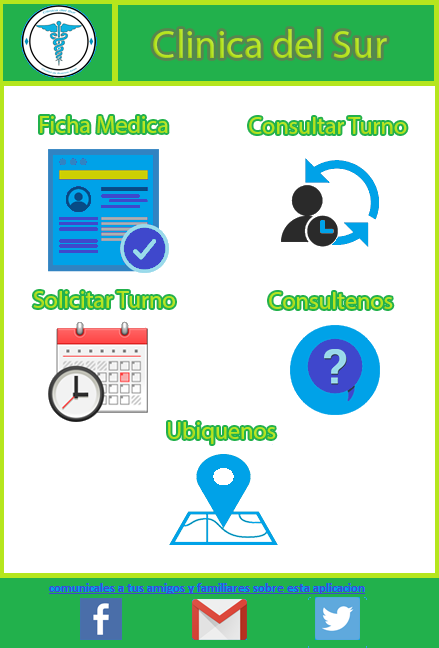 Clinica del Sur
Ficha Medica
Consultar Turno
Solicitar Turno
Consultenos
?
Ubiquenos
comunicales a tus amigos y familiares sobre esta aplicacion
f